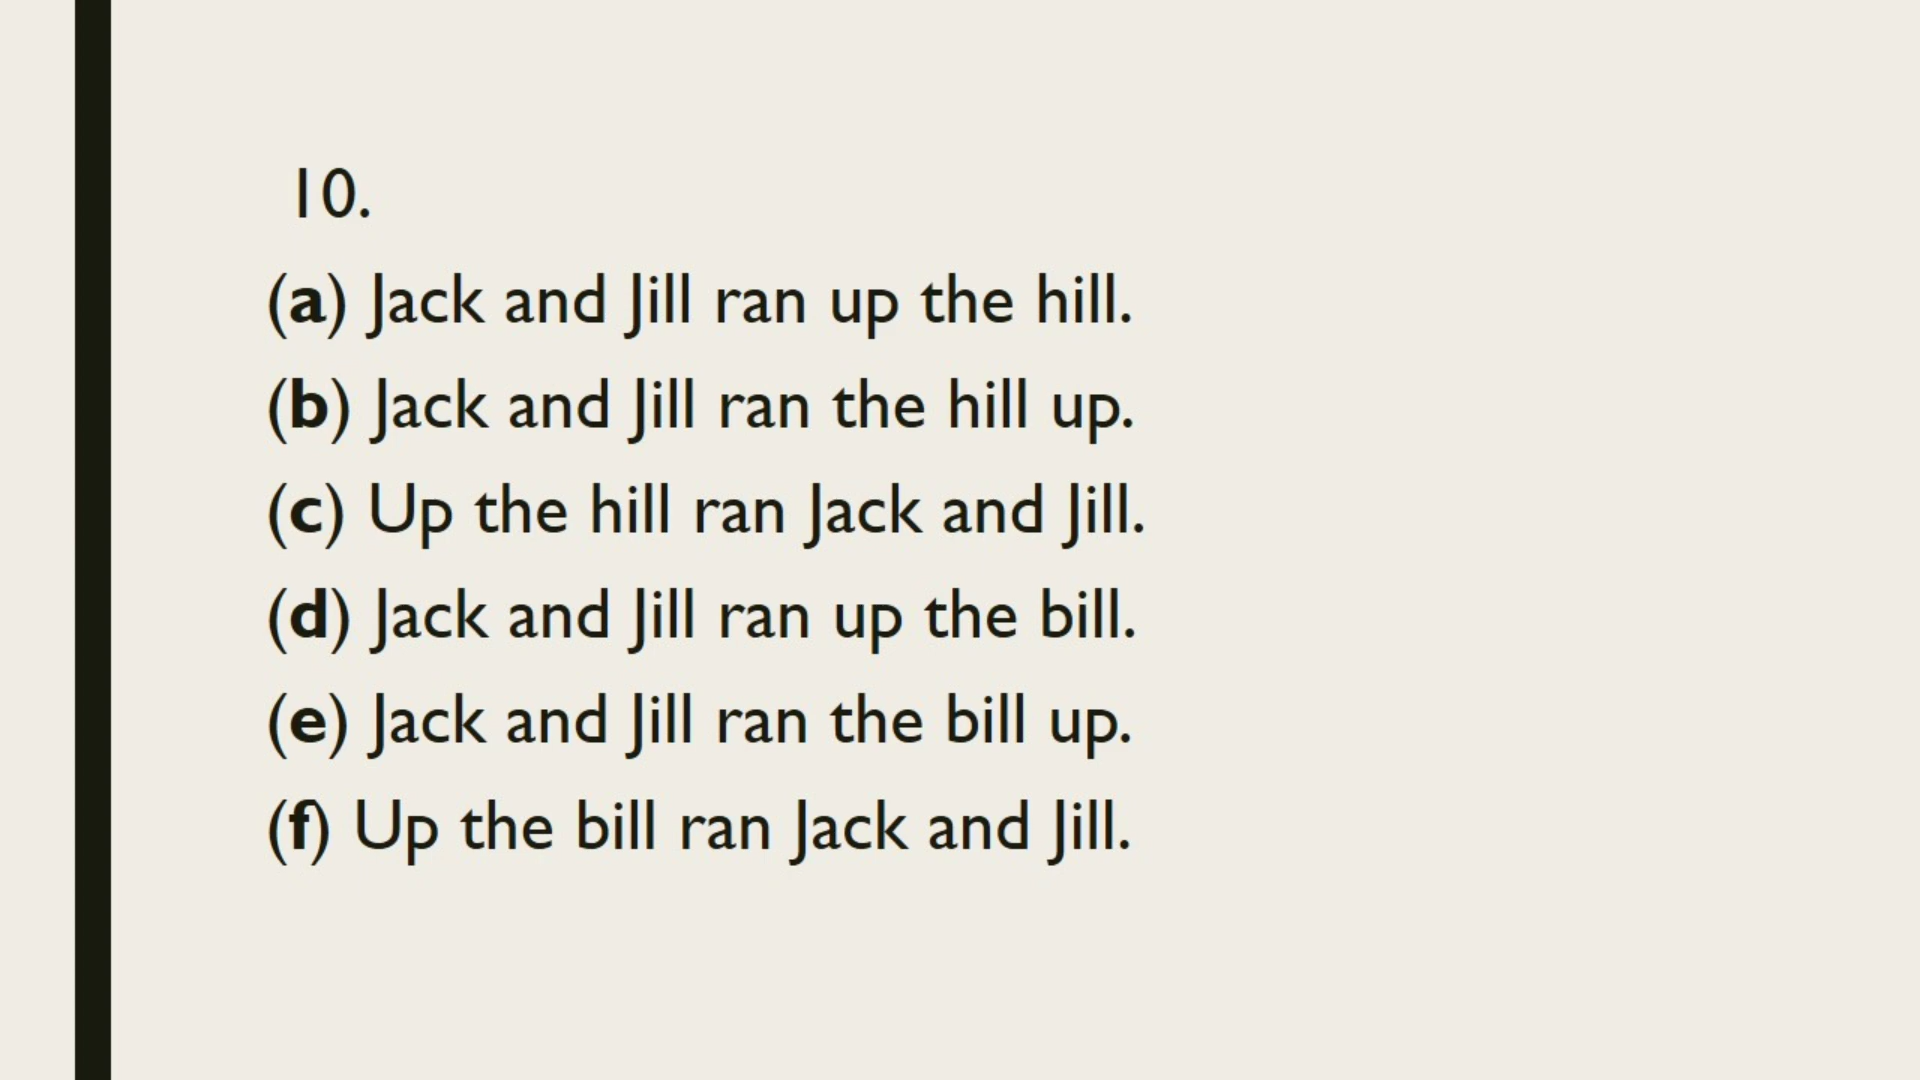 10.
(a) Jack and Jill ran up the hill.
(b) Jack and Jill ran the hill up.
(c) Up the hill ran Jack and Jill.
(d) Jack and Jill ran up the bill.
(e) Jack and Jill ran the bill up.
(f) Up the bill ran Jack and Jill.